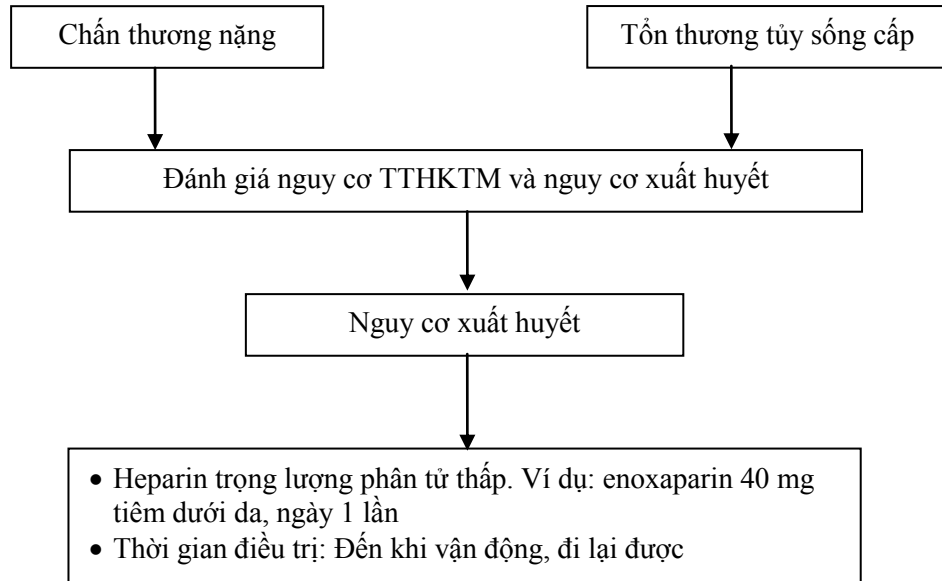 Chấn thương nặng
Tổn thương tủy sống cấp
Đánh giá nguy cơ TTHKTM và nguy cơ xuất huyết
Nguy cơ xuất huyết
• Heparin trọng lượng phân tử thấp. Ví dụ: enoxaparin 40 mg
tiêm dưới da, ngày 1 lần
• Thời gian điều trị: Đến khi vận động, đi lại được